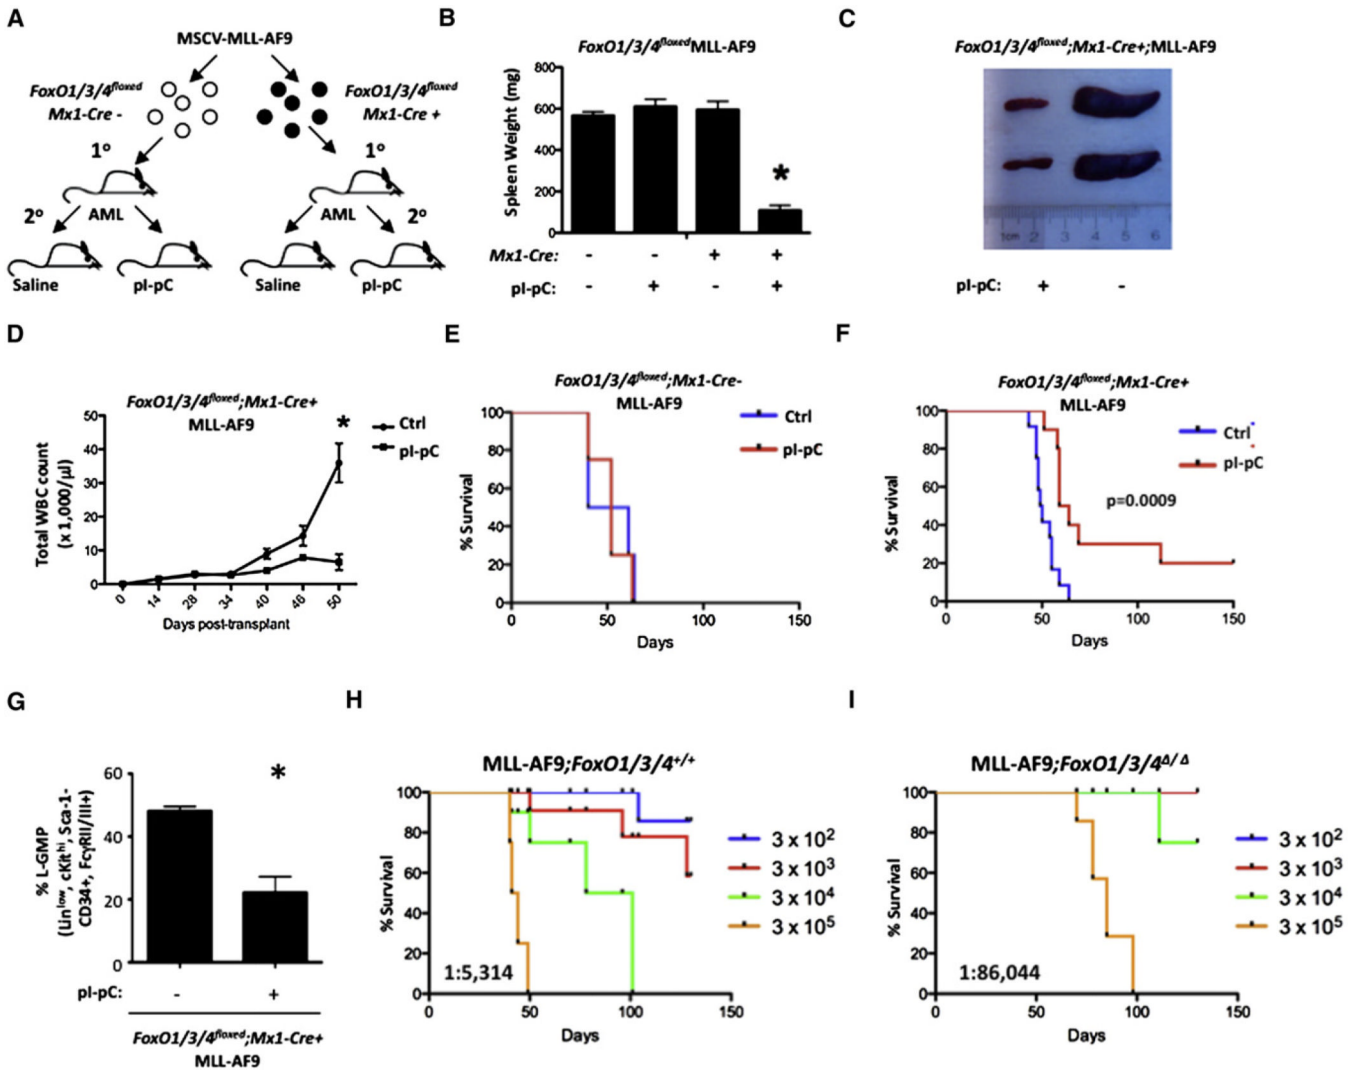 A
MSCV-MLL-AF9
FoxO1/3/4floxed
Mx1-Cre -
FoxO1/3/4floxed
Mx1-Cre +
1o
1o
2o
AML
AML
2o
Saline
pI-pC
Saline
pI-pC
B
FoxO1/3/4floxedMLL-AF9
Spleen Weight (mg)
800
600
400
200
0
*
Mx1-Cre: - - + +
pI-pC: - + - +
C
FoxO1/3/4floxed;Mx1-Cre+;MLL-AF9
1cm 2 3 4 5 6
pI-pC: + -
D
FoxO1/3/4floxed;Mx1-Cre+
MLL-AF9
*
Ctrl
pI-pC
Total WBC count
(x 1,000/µl)
50
40
30
20
10
0
0 14 28 34 40 46 50
Days post-transplant
E
FoxO1/3/4floxed;Mx1-Cre-
MLL-AF9
Ctrl
pI-pC
% Survival
100
80
60
40
20
0
0 50 100 150
Days
F
FoxO1/3/4floxed;Mx1-Cre+
MLL-AF9
Ctrl
pI-pC
p=0.0009
% Survival
100
80
60
40
20
0
0 50 100 150
Days
G
% L-GMP
(Linlow, cKithi, Sca-1-
CD34+, FcγRII/III+)
60
40
20
0
*
pI-pC: - +
FoxO1/3/4floxed;Mx1-Cre+
MLL-AF9
H
MLL-AF9;FoxO1/3/4+/+
% Survival
100
80
60
40
20
0
3 x 10²
3 x 10³
3 x 10⁴
3 x 10⁵
1:5,314
0 50 100 150
Days
I
MLL-AF9;FoxO1/3/4Δ/Δ
% Survival
100
80
60
40
20
0
3 x 10²
3 x 10³
3 x 10⁴
3 x 10⁵
1:86,044
0 50 100 150
Days